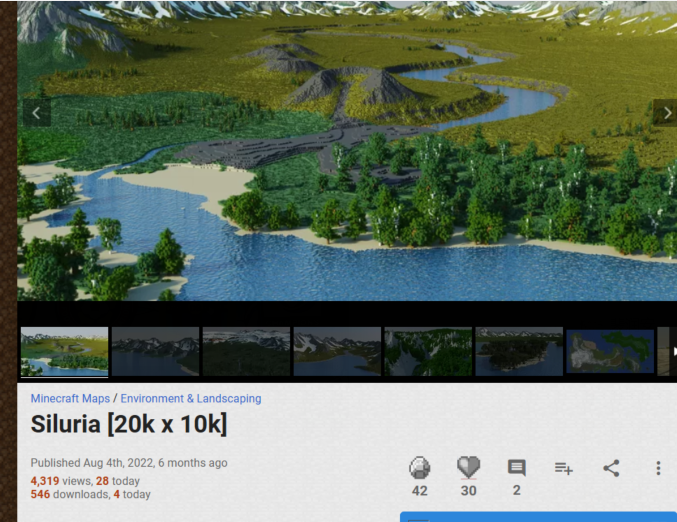 Minecraft Maps / Environment & Landscaping
Siluria [20k x 10k]
Published Aug 4th, 2022, 6 months ago
4,319 views, 28 today
546 downloads, 4 today
42 30 2